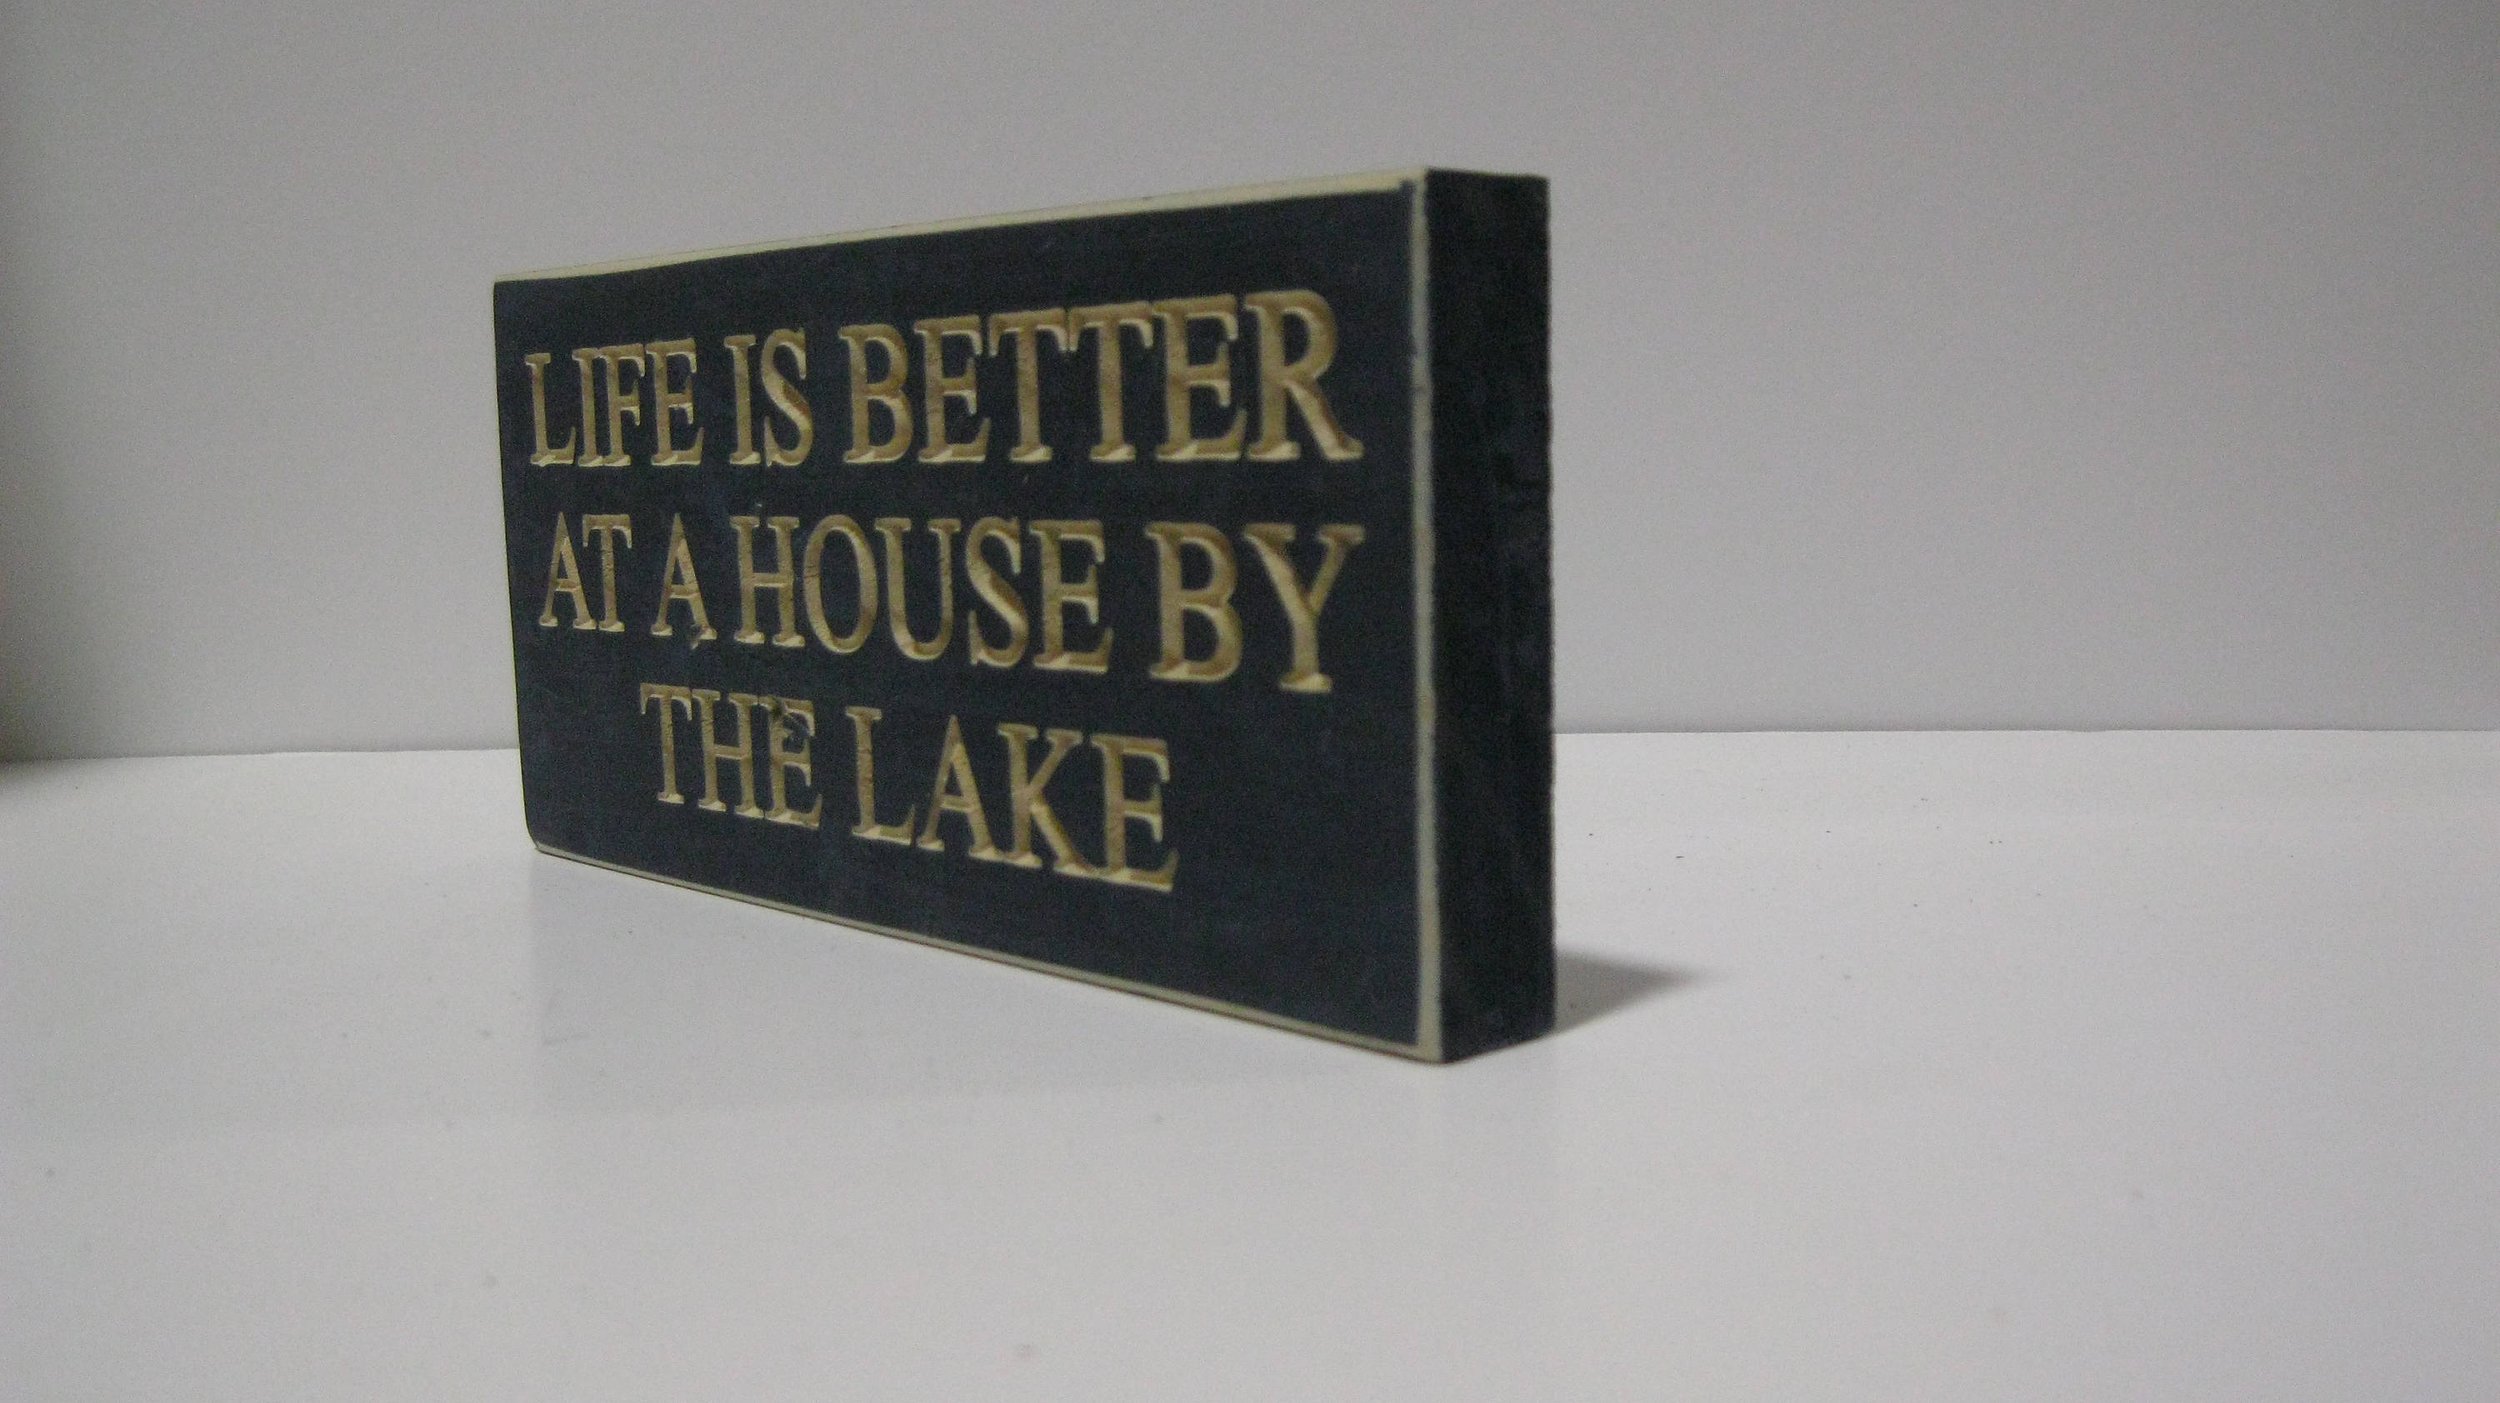 LIFE IS BETTER
AT A HOUSE BY
THE LAKE